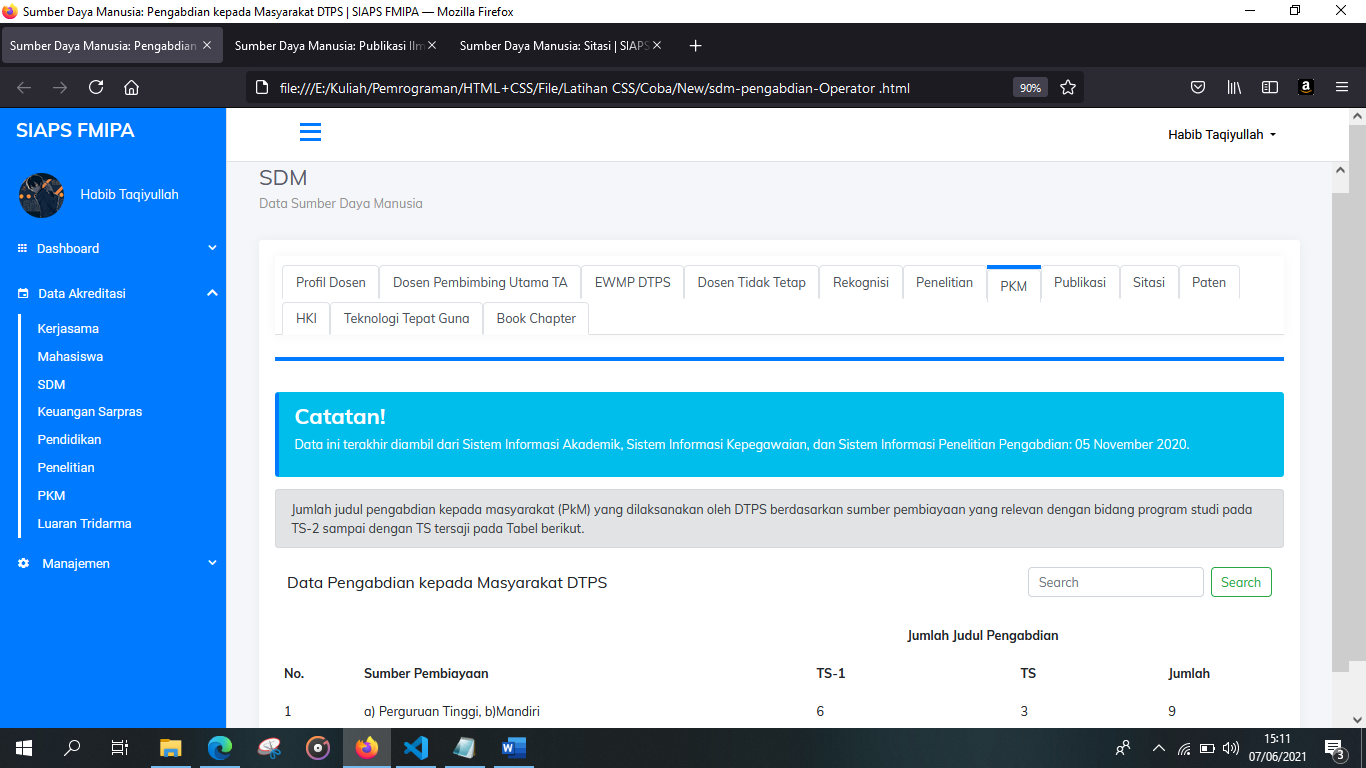 Sumber Daya Manusia: Pengabdian kepada Masyarakat DTPS | SIAPS FMIPA — Mozilla Firefox
Sumber Daya Manusia: Pengabdian
Sumber Daya Manusia: Publikasi Ilm
Sumber Daya Manusia: Sitasi | SIAPS
file:///E:/Kuliah/Pemrograman/HTML+CSS/File/Latihan CSS/Coba/New/sdm-pengabdian-Operator .html
90%
SIAPS FMIPA
Habib Taqiyullah
Habib Taqiyullah
Dashboard
Data Akreditasi
Kerjasama
Mahasiswa
SDM
Keuangan Sarpras
Pendidikan
Penelitian
PKM
Luaran Tridarma
Manajemen
SDM
Data Sumber Daya Manusia
Profil Dosen
Dosen Pembimbing Utama TA
EWMP DTPS
Dosen Tidak Tetap
Rekognisi
Penelitian
PKM
Publikasi
Sitasi
Paten
HKI
Teknologi Tepat Guna
Book Chapter
Catatan!
Data ini terakhir diambil dari Sistem Informasi Akademik, Sistem Informasi Kepegawaian, dan Sistem Informasi Penelitian Pengabdian: 05 November 2020.
Jumlah judul pengabdian kepada masyarakat (PkM) yang dilaksanakan oleh DTPS berdasarkan sumber pembiayaan yang relevan dengan bidang program studi pada
TS-2 sampai dengan TS tersaji pada Tabel berikut.
Data Pengabdian kepada Masyarakat DTPS
Search
Search
Jumlah Judul Pengabdian
No. Sumber Pembiayaan TS-1 TS Jumlah
1 a) Perguruan Tinggi, b)Mandiri 6 3 9
15:11
07/06/2021
3